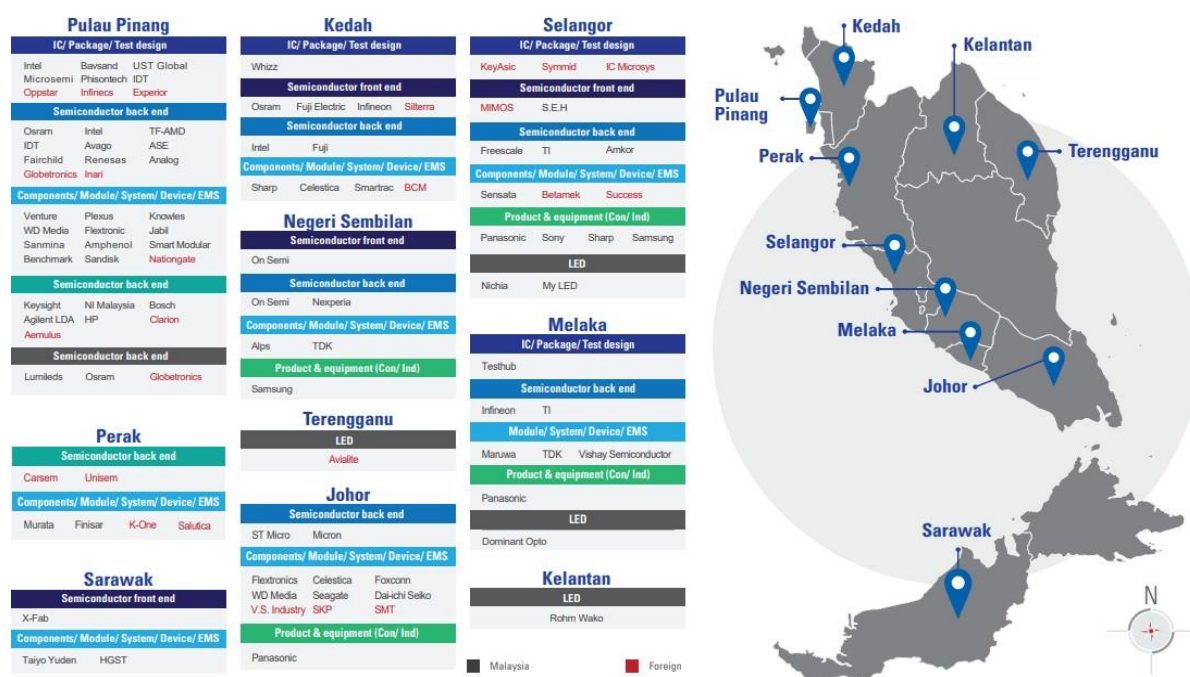 Pulau Pinang
IC/ Package/ Test design
Intel Bavsand UST Global
Microsemi Phisontech IDT
Oppstar Infinecs Experior
Semiconductor back end
Osram Intel TF-AMD
IDT Avago ASE
Fairchild Renesas Analog
Globetronics Inari
Components/ Module/ System/ Device/ EMS
Venture Plexus Knowles
WD Media Flextronic Jabil
Sanmina Amphenol Smart Modular
Benchmark Sandisk Nationgate
Semiconductor back end
Keysight NI Malaysia Bosch
Agilent LDA HP Clarion
Aemulus
Semiconductor back end
Lumileds Osram Globetronics
Perak
Semiconductor back end
Carsem Unisem
Components/ Module/ System/ Device/ EMS
Murata Finisar K-One Salutica
Sarawak
Semiconductor front end
X-Fab
Components/ Module/ System/ Device/ EMS
Taiyo Yuden HGST
Kedah
IC/ Package/ Test design
Whizz
Semiconductor front end
Osram Fuji Electric Infineon Silterra
Semiconductor back end
Intel Fuji
Components/ Module/ System/ Device/ EMS
Sharp Celestica Smartrac BCM
Negeri Sembilan
Semiconductor front end
On Semi
Semiconductor back end
On Semi Nexperia
Components/ Module/ System/ Device/ EMS
Alps TDK
Product & equipment (Con/ Ind)
Samsung
Terengganu
LED
Avialite
Johor
Semiconductor back end
ST Micro Micron
Components/ Module/ System/ Device/ EMS
Flextronics Celestica Foxconn
WD Media Seagate Dai-ichi Seiko
V.S. Industry SKP SMT
Product & equipment (Con/ Ind)
Panasonic
Selangor
IC/ Package/ Test design
KeyAsic Symmid IC Microsys
Semiconductor front end
MIMOS S.E.H
Semiconductor back end
Freescale TI Amkor
Components/ Module/ System/ Device/ EMS
Sensata Betamek Success
Product & equipment (Con/ Ind)
Panasonic Sony Sharp Samsung
LED
Nichia My LED
Melaka
IC/ Package/ Test design
Testhub
Semiconductor back end
Infineon TI
Module/ System/ Device/ EMS
Maruwa TDK Vishay Semiconductor
Product & equipment (Con/ Ind)
Panasonic
LED
Dominant Opto
Kelantan
LED
Rohm Wako
Malaysia Foreign
Kedah
Kelantan
Pulau
Pinang
Perak
Terengganu
Selangor
Negeri Sembilan
Melaka
Johor
Sarawak
N